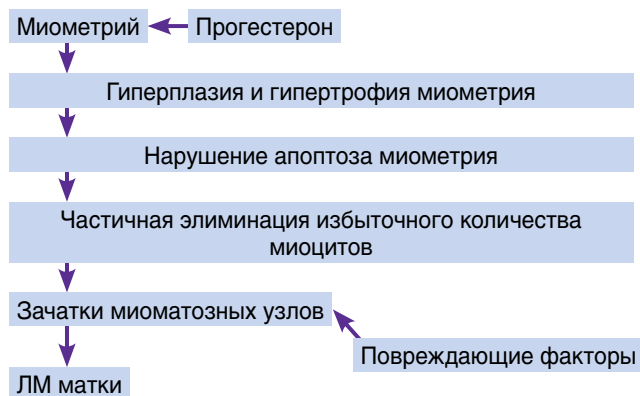 Миометрий
Прогестерон
Гиперплазия и гипертрофия миометрия
Нарушение апоптоза миометрия
Частичная элиминация избыточного количества
миоцитов
Зачатки миоматозных узлов
Повреждающие факторы
ЛМ матки